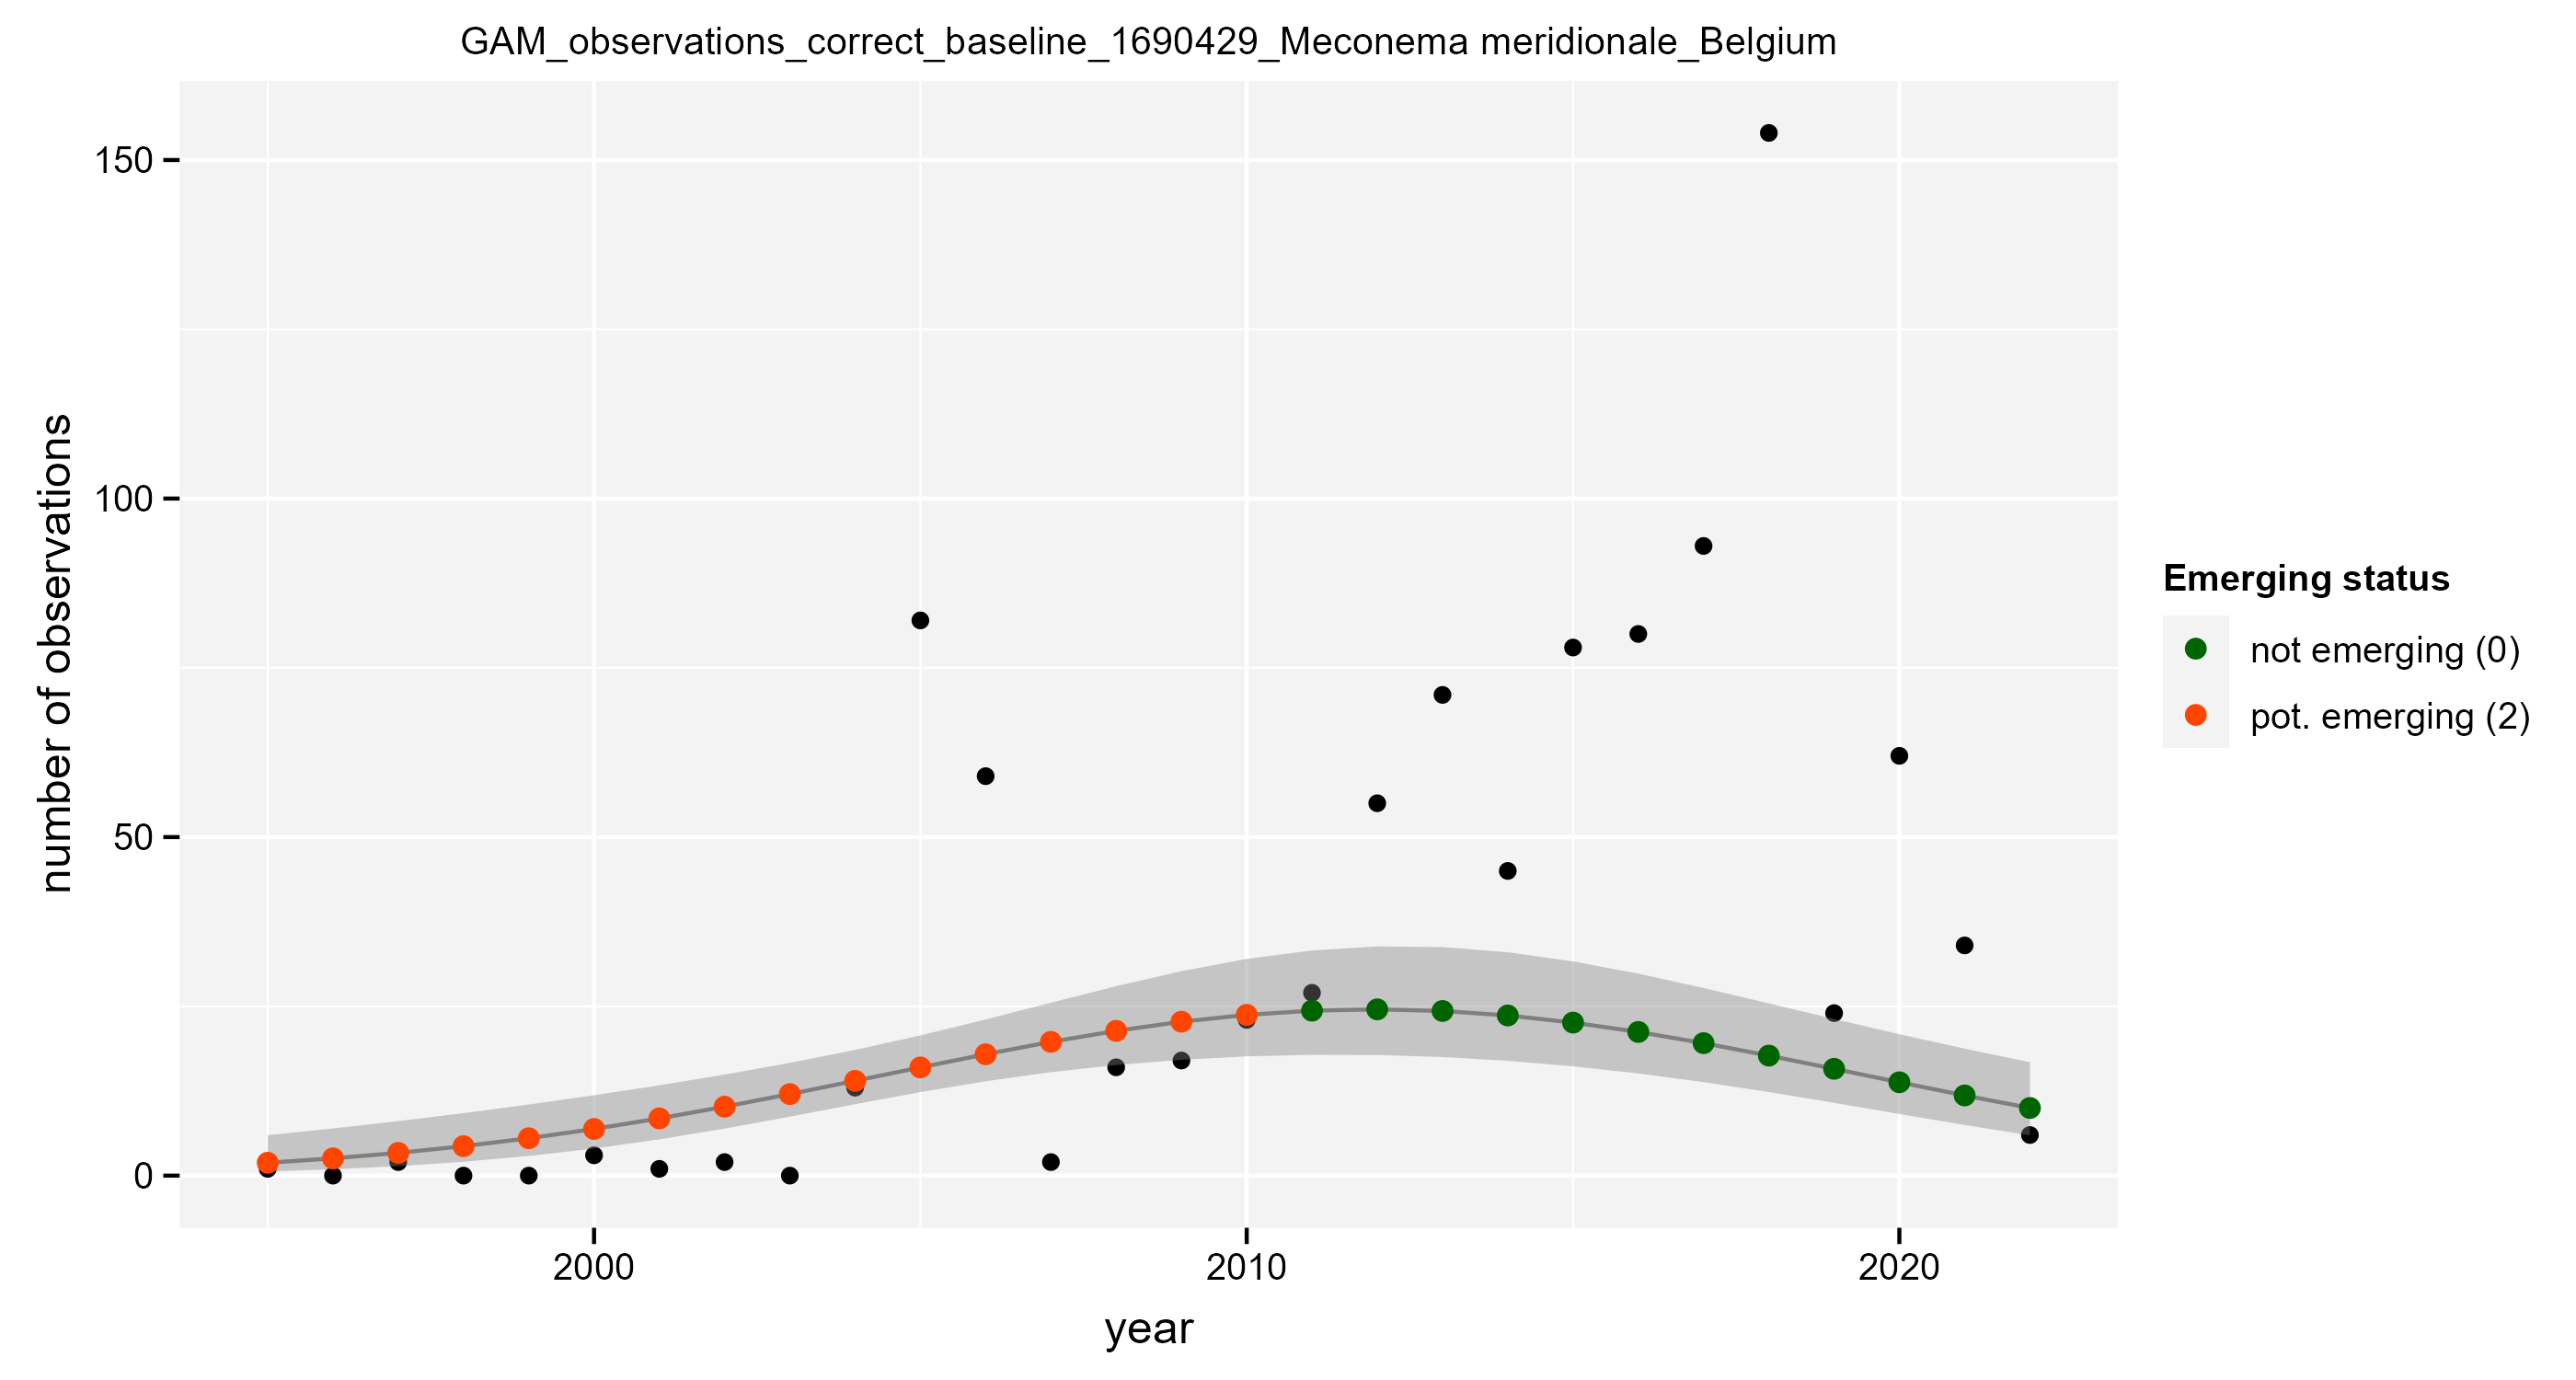 GAM_observations_correct_baseline_1690429_Meconema meridionale_Belgium
number of observations
150
100
50
0
2000
2010
2020
year
Emerging status
not emerging (0)
pot. emerging (2)